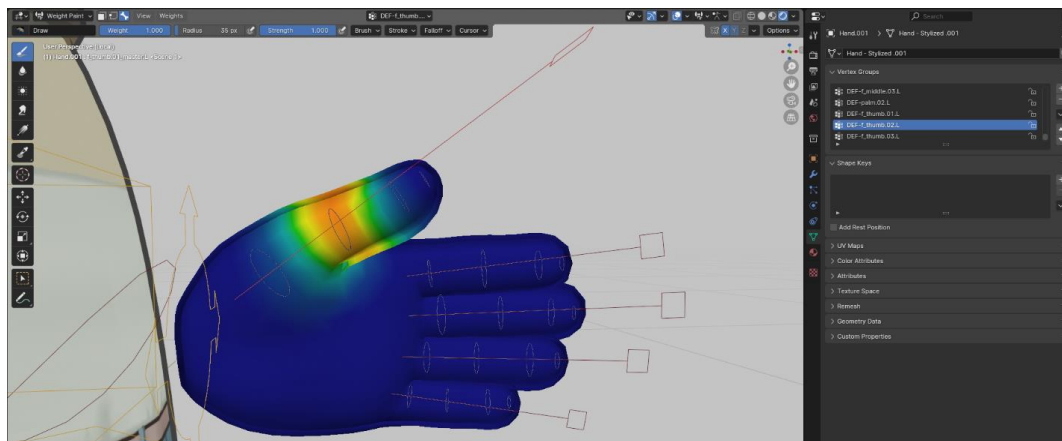 Weight Paint
View
Weights
DEF-f_thumb....
Search
Draw
Weight
1.000
Radius
35 px
Strength
1.000
Brush
Stroke
Falloff
Cursor
X
Y
Z
Options
Hand.001
Hand - Stylized .001
User Perspective (Local)
Hand - Stylized .001
Vertex Groups
DEF-f_middle.03.L
DEF-palm.02.L
DEF-f_thumb.01.L
DEF-f_thumb.02.L
DEF-f_thumb.03.L
Shape Keys
Add Rest Position
UV Maps
Color Attributes
Attributes
Texture Space
Remesh
Geometry Data
Custom Properties